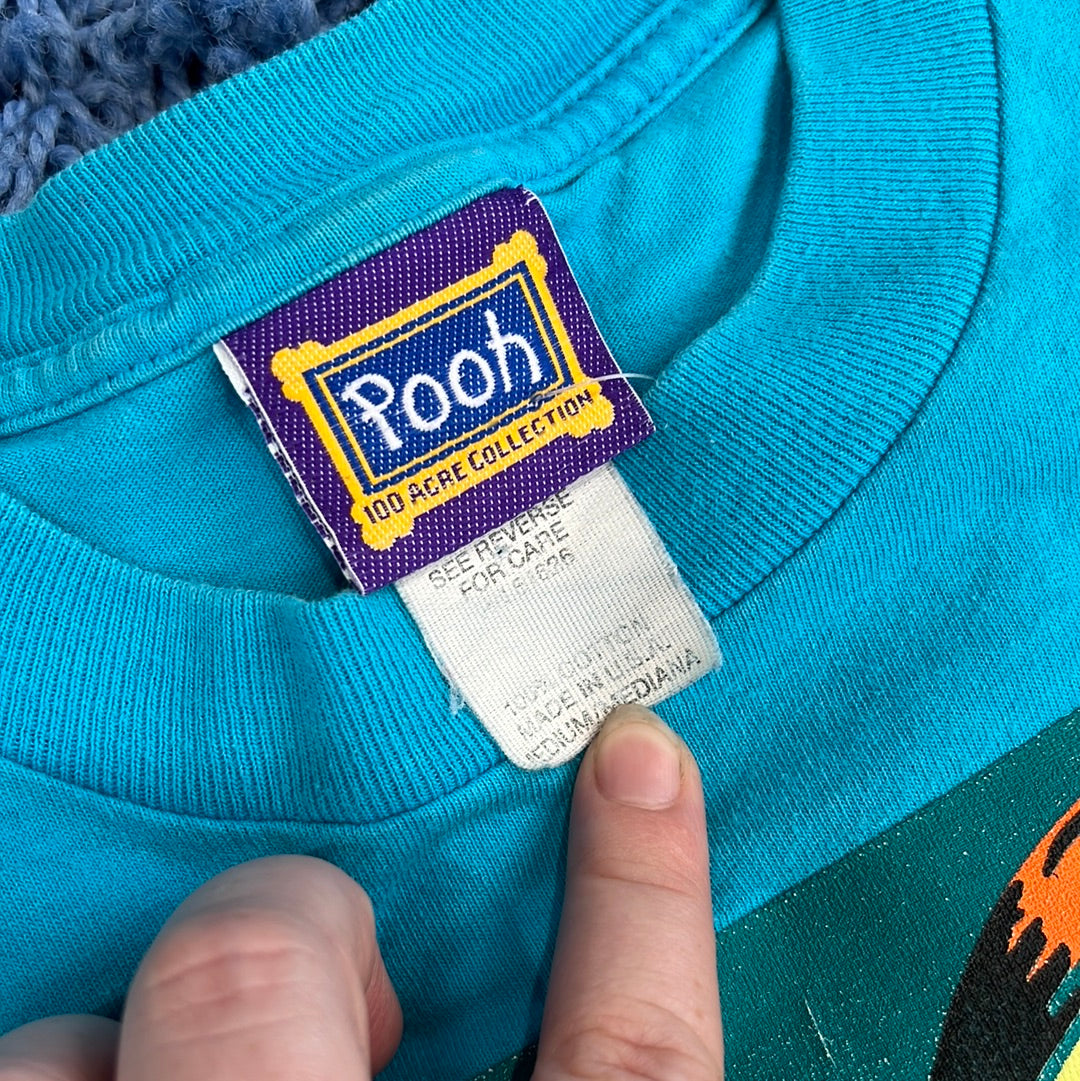 Pooh
100 ACRE COLLECTION
SEE REVERSE
FOR CARE
100% COTTON
MADE IN U.S.A.
MEDIUM/MEDIANA